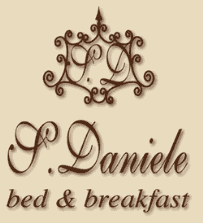 S. D
S. Daniele
bed & breakfast